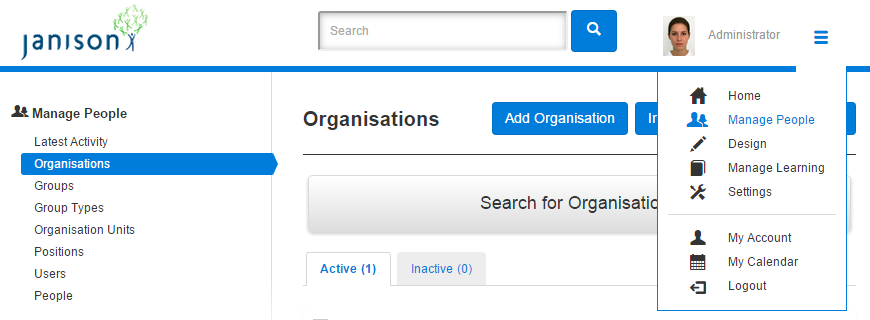 janison
Search
Administrator
Manage People
Latest Activity
Organisations
Groups
Group Types
Organisation Units
Positions
Users
People
Organisations
Add Organisation
Search for
Active (1)
Inactive (0)
Home
Manage People
Design
Manage Learning
Settings
My Account
My Calendar
Logout